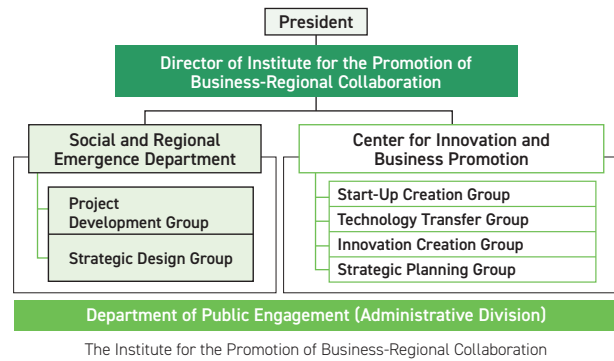 President
Director of Institute for the Promotion of
Business-Regional Collaboration
Social and Regional
Emergence Department
Project
Development Group
Strategic Design Group
Center for Innovation and
Business Promotion
Start-Up Creation Group
Technology Transfer Group
Innovation Creation Group
Strategic Planning Group
Department of Public Engagement (Administrative Division)
The Institute for the Promotion of Business-Regional Collaboration